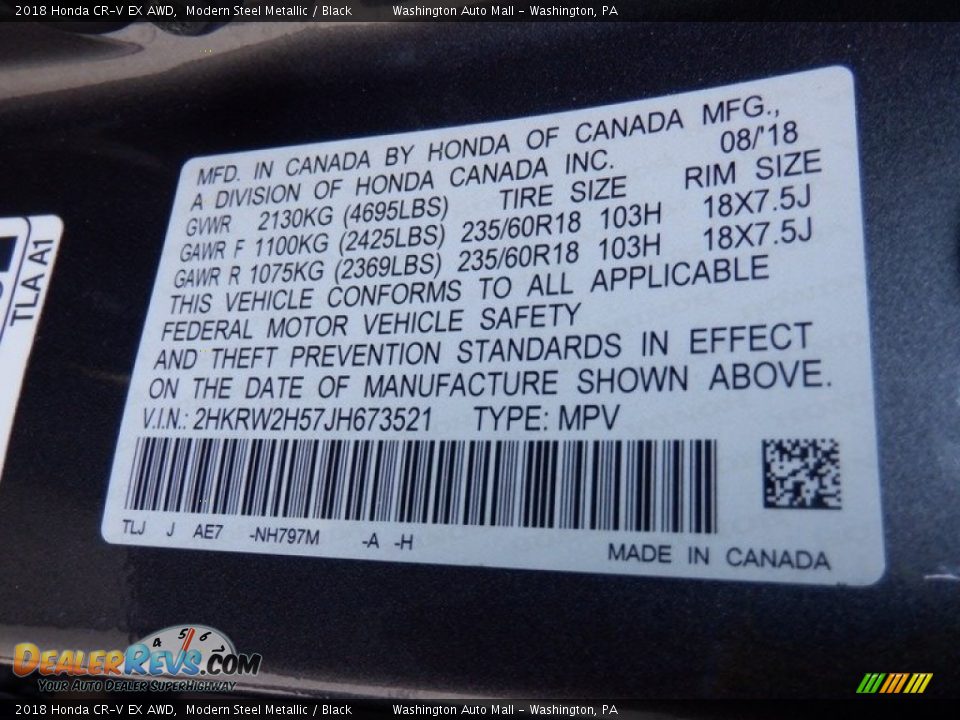 2018 Honda CR-V EX AWD, Modern Steel Metallic / Black Washington Auto Mall - Washington, PA
MFD. IN CANADA BY HONDA OF CANADA MFG.,
A DIVISION OF HONDA CANADA INC. 08/'18
GVWR 2130KG (4695LBS) TIRE SIZE RIM SIZE
GAWR F 1100KG (2425LBS) 235/60R18 103H 18X7.5J
GAWR R 1075KG (2369LBS) 235/60R18 103H 18X7.5J
THIS VEHICLE CONFORMS TO ALL APPLICABLE
FEDERAL MOTOR VEHICLE SAFETY
AND THEFT PREVENTION STANDARDS IN EFFECT
ON THE DATE OF MANUFACTURE SHOWN ABOVE.
V.I.N.: 2HKRW2H57JH673521 TYPE: MPV
TLJ J AE7 -NH797M -A -H
MADE IN CANADA
TLA A1
4 5 6
DealerRevs.com
Your Auto Dealer SuperHighway
2018 Honda CR-V EX AWD, Modern Steel Metallic / Black Washington Auto Mall - Washington, PA